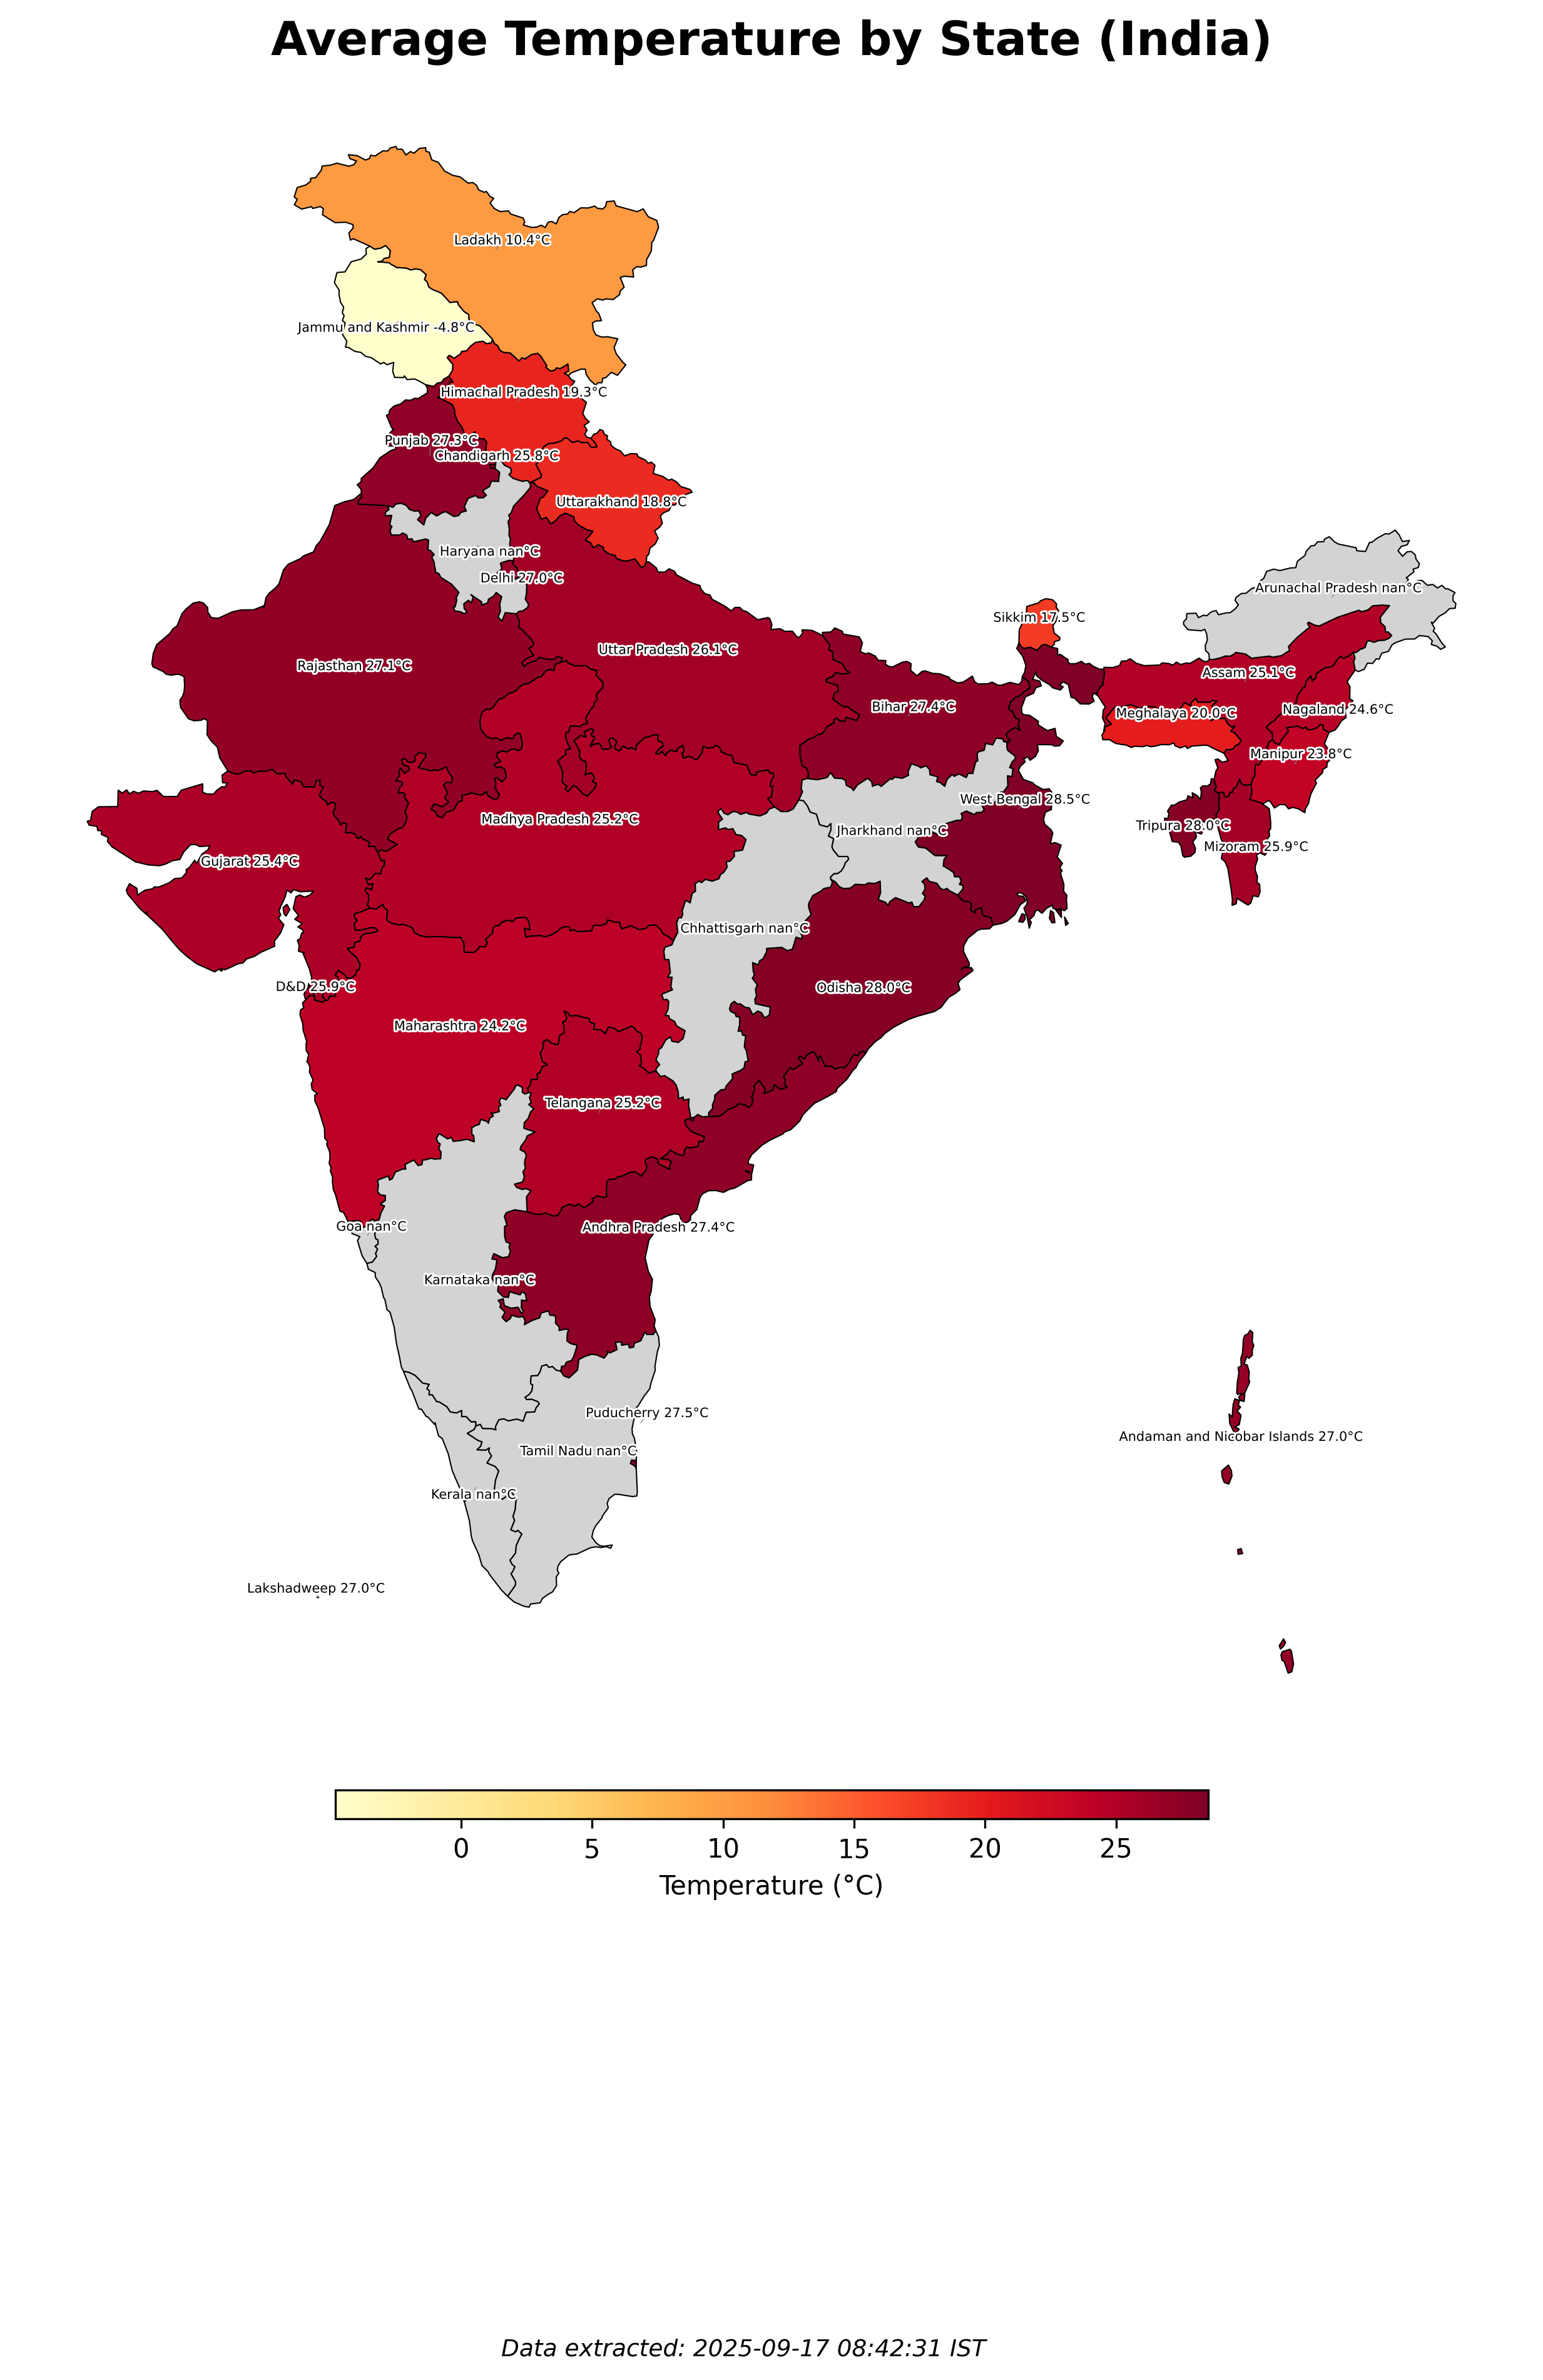 Average Temperature by State (India)
Ladakh 10.4°C
Jammu and Kashmir -4.8°C
Himachal Pradesh 19.3°C
Punjab 27.3°C
Chandigarh 25.8°C
Uttarakhand 18.8°C
Haryana nan°C
Delhi 27.0°C
Arunachal Pradesh nan°C
Sikkim 17.5°C
Uttar Pradesh 26.1°C
Rajasthan 27.1°C
Assam 25.1°C
Bihar 27.4°C
Meghalaya 20.0°C
Nagaland 24.6°C
Manipur 23.8°C
West Bengal 28.5°C
Madhya Pradesh 25.2°C
Jharkhand nan°C
Tripura 28.0°C
Mizoram 25.9°C
Gujarat 25.4°C
Chhattisgarh nan°C
D&D 25.9°C
Odisha 28.0°C
Maharashtra 24.2°C
Telangana 25.2°C
Goa nan°C
Andhra Pradesh 27.4°C
Karnataka nan°C
Puducherry 27.5°C
Andaman and Nicobar Islands 27.0°C
Tamil Nadu nan°C
Kerala nan°C
Lakshadweep 27.0°C
0 5 10 15 20 25
Temperature (°C)
Data extracted: 2025-09-17 08:42:31 IST